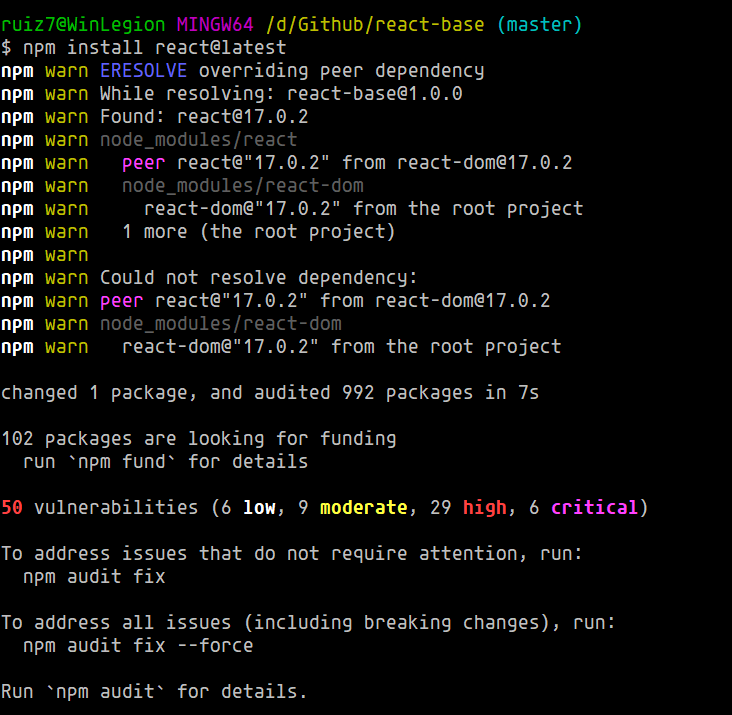 ruiz7@WinLegion MINGW64 /d/Github/react-base (master)
$ npm install react@latest
npm warn ERESOLVE overriding peer dependency
npm warn While resolving: react-base@1.0.0
npm warn Found: react@17.0.2
npm warn node_modules/react
npm warn   peer react@"17.0.2" from react-dom@17.0.2
npm warn   node_modules/react-dom
npm warn     react-dom@"17.0.2" from the root project
npm warn   1 more (the root project)
npm warn
npm warn Could not resolve dependency:
npm warn peer react@"17.0.2" from react-dom@17.0.2
npm warn node_modules/react-dom
npm warn   react-dom@"17.0.2" from the root project
changed 1 package, and audited 992 packages in 7s
102 packages are looking for funding
  run `npm fund` for details
50 vulnerabilities (6 low, 9 moderate, 29 high, 6 critical)
To address issues that do not require attention, run:
  npm audit fix
To address all issues (including breaking changes), run:
  npm audit fix --force
Run `npm audit` for details.